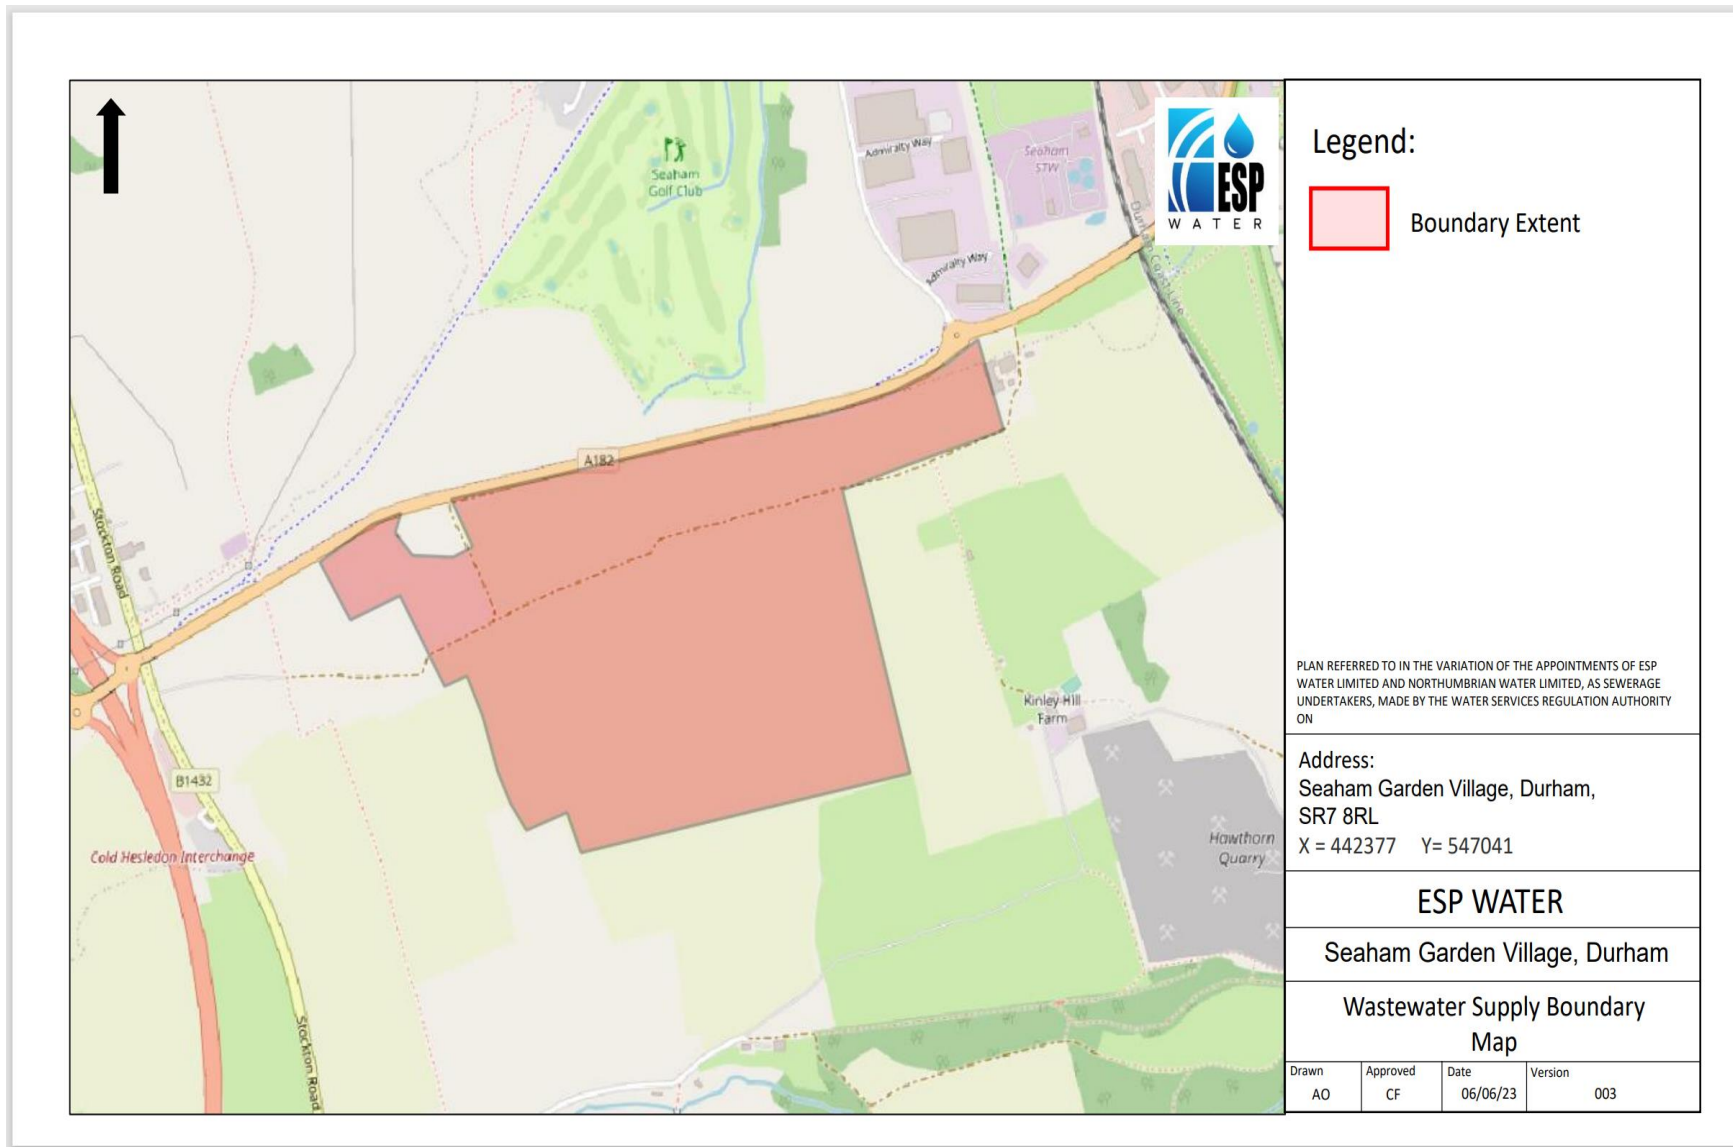 Seaham
Golf Club
Admiralty Way
Admiralty Way
Seaham
STW
Durham Coast Line
ESP
WATER
A182
Stockton Road
B1432
Cold Hesledon Interchange
Stockton Road
Kinley Hill
Farm
Hawthorn
Quarry
Legend:
Boundary Extent
PLAN REFERRED TO IN THE VARIATION OF THE APPOINTMENTS OF ESP
WATER LIMITED AND NORTHUMBRIAN WATER LIMITED, AS SEWERAGE
UNDERTAKERS, MADE BY THE WATER SERVICES REGULATION AUTHORITY
ON
Address:
Seaham Garden Village, Durham,
SR7 8RL
X = 442377 Y= 547041
ESP WATER
Seaham Garden Village, Durham
Wastewater Supply Boundary
Map
Drawn Approved Date Version
AO CF 06/06/23 003